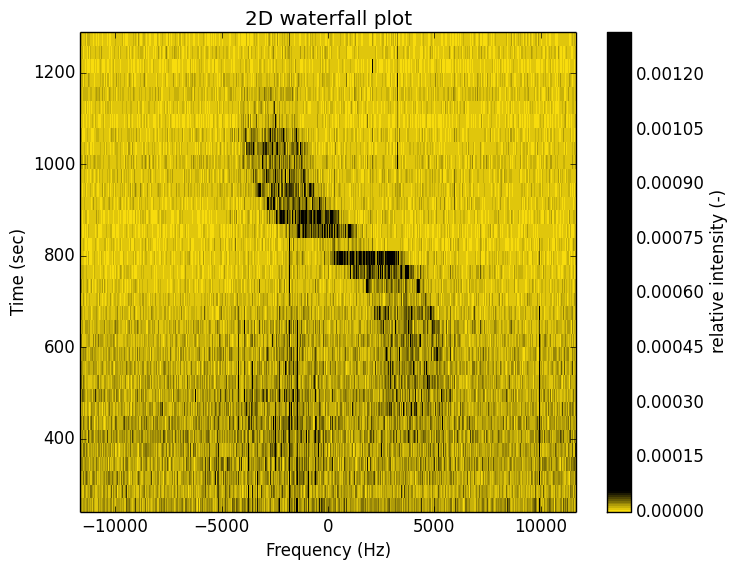 2D waterfall plot
1200
1000
800
600
400
Time (sec)
−10000 −5000 0 5000 10000
Frequency (Hz)
0.00120
0.00105
0.00090
0.00075
0.00060
0.00045
0.00030
0.00015
0.00000
relative intensity (-)